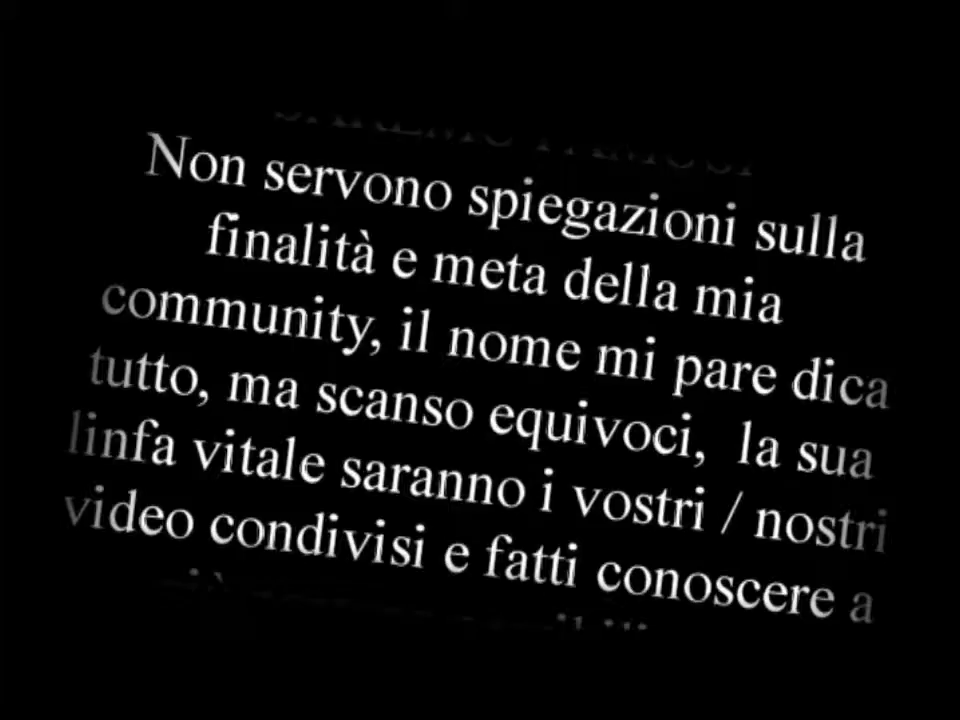 Non servono spiegazioni sulla
finalità e meta della mia
community, il nome mi pare dica
tutto, ma scanso equivoci, la sua
linfa vitale saranno i vostri / nostri
video condivisi e fatti conoscere a